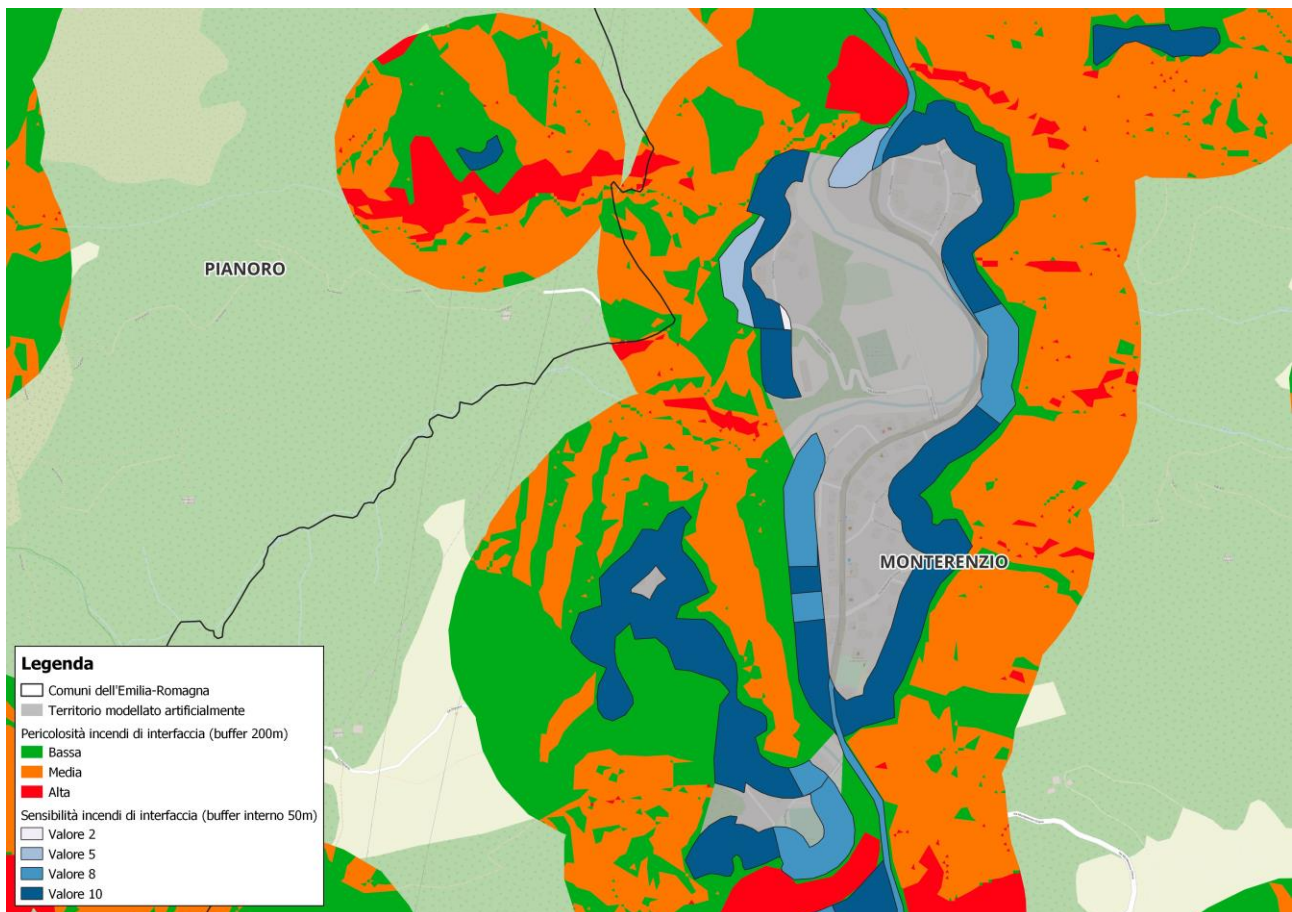 PIANORO
MONTERENZIO
Legenda
Comuni dell'Emilia-Romagna
Territorio modellato artificialmente
Pericolosità incendi di interfaccia (buffer 200m)
Bassa
Media
Alta
Sensibilità incendi di interfaccia (buffer interno 50m)
Valore 2
Valore 5
Valore 8
Valore 10